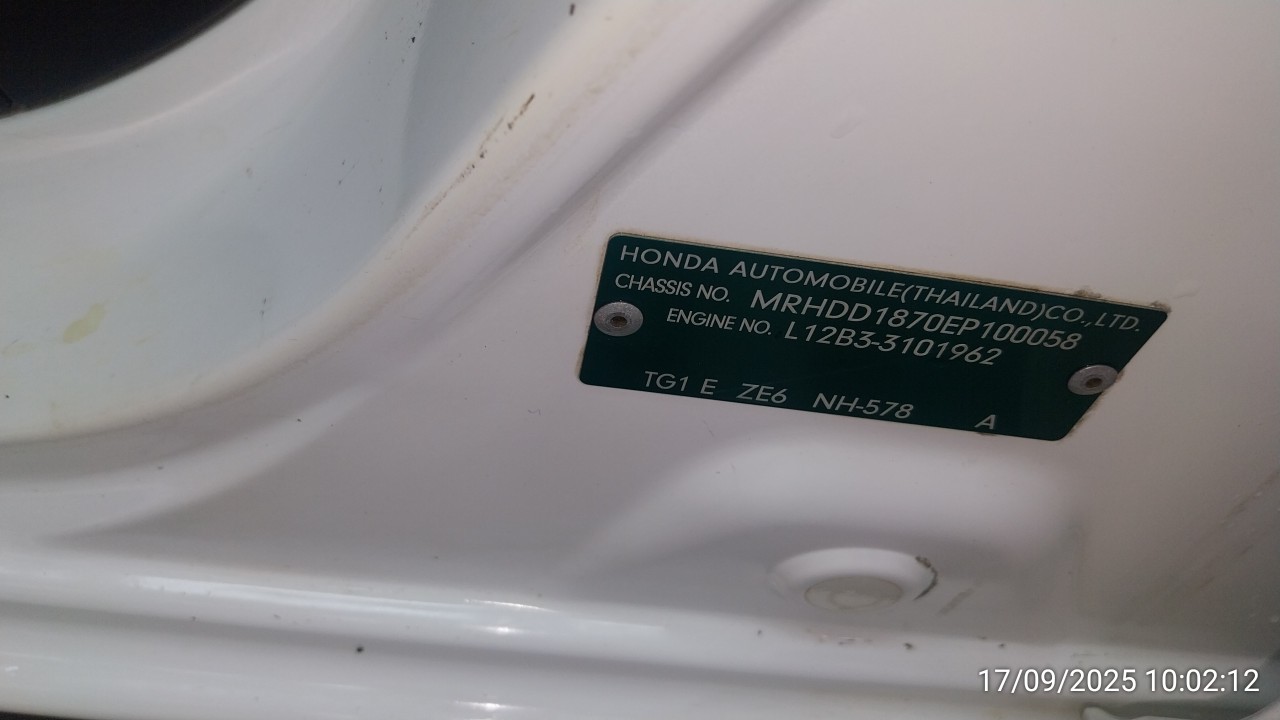 HONDA AUTOMOBILE(THAILAND)CO.,LTD.
CHASSIS NO. MRHDD1870EP100058
ENGINE NO. L12B3-3101962
TG1 E ZE6 NH-578 A
17/09/2025 10:02:12